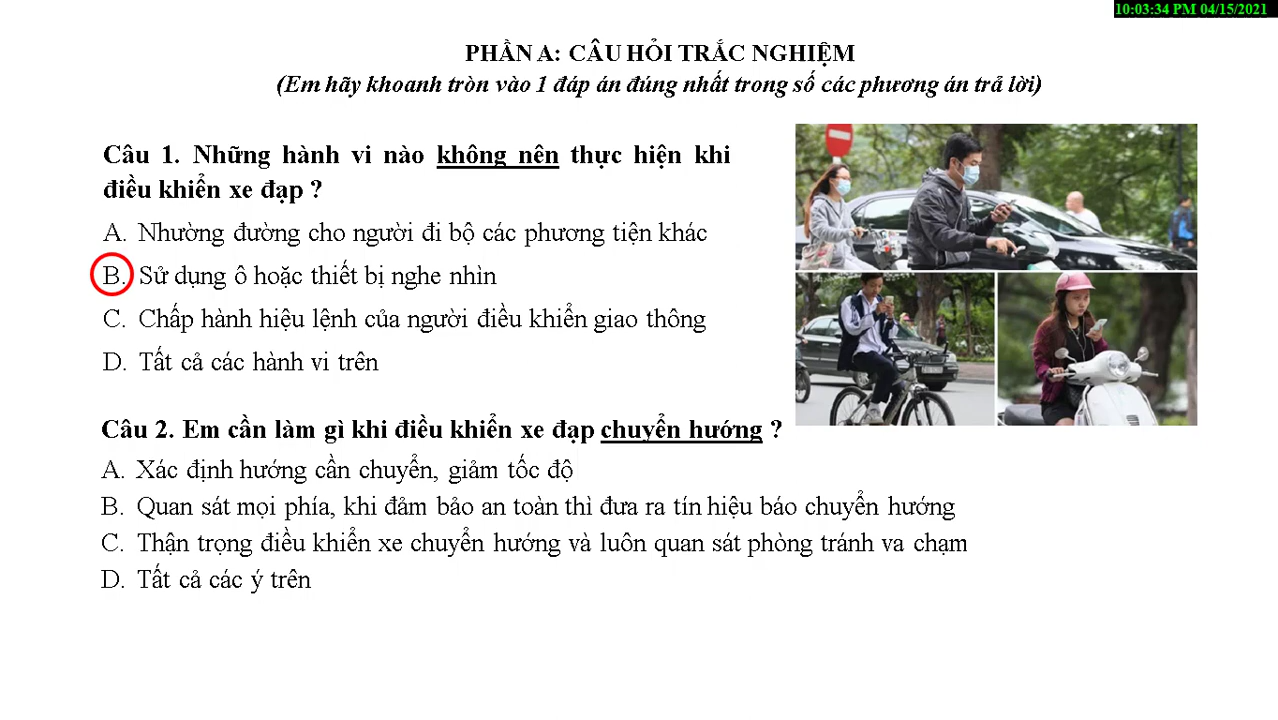 10:03:34 PM 04/15/2021
PHẦN A: CÂU HỎI TRẮC NGHIỆM
(Em hãy khoanh tròn vào 1 đáp án đúng nhất trong số các phương án trả lời)
Câu 1. Những hành vi nào không nên thực hiện khi
điều khiển xe đạp ?
A. Nhường đường cho người đi bộ các phương tiện khác
B. Sử dụng ô hoặc thiết bị nghe nhìn
C. Chấp hành hiệu lệnh của người điều khiển giao thông
D. Tất cả các hành vi trên
Câu 2. Em cần làm gì khi điều khiển xe đạp chuyển hướng ?
A. Xác định hướng cần chuyển, giảm tốc độ
B. Quan sát mọi phía, khi đảm bảo an toàn thì đưa ra tín hiệu báo chuyển hướng
C. Thận trọng điều khiển xe chuyển hướng và luôn quan sát phòng tránh va chạm
D. Tất cả các ý trên